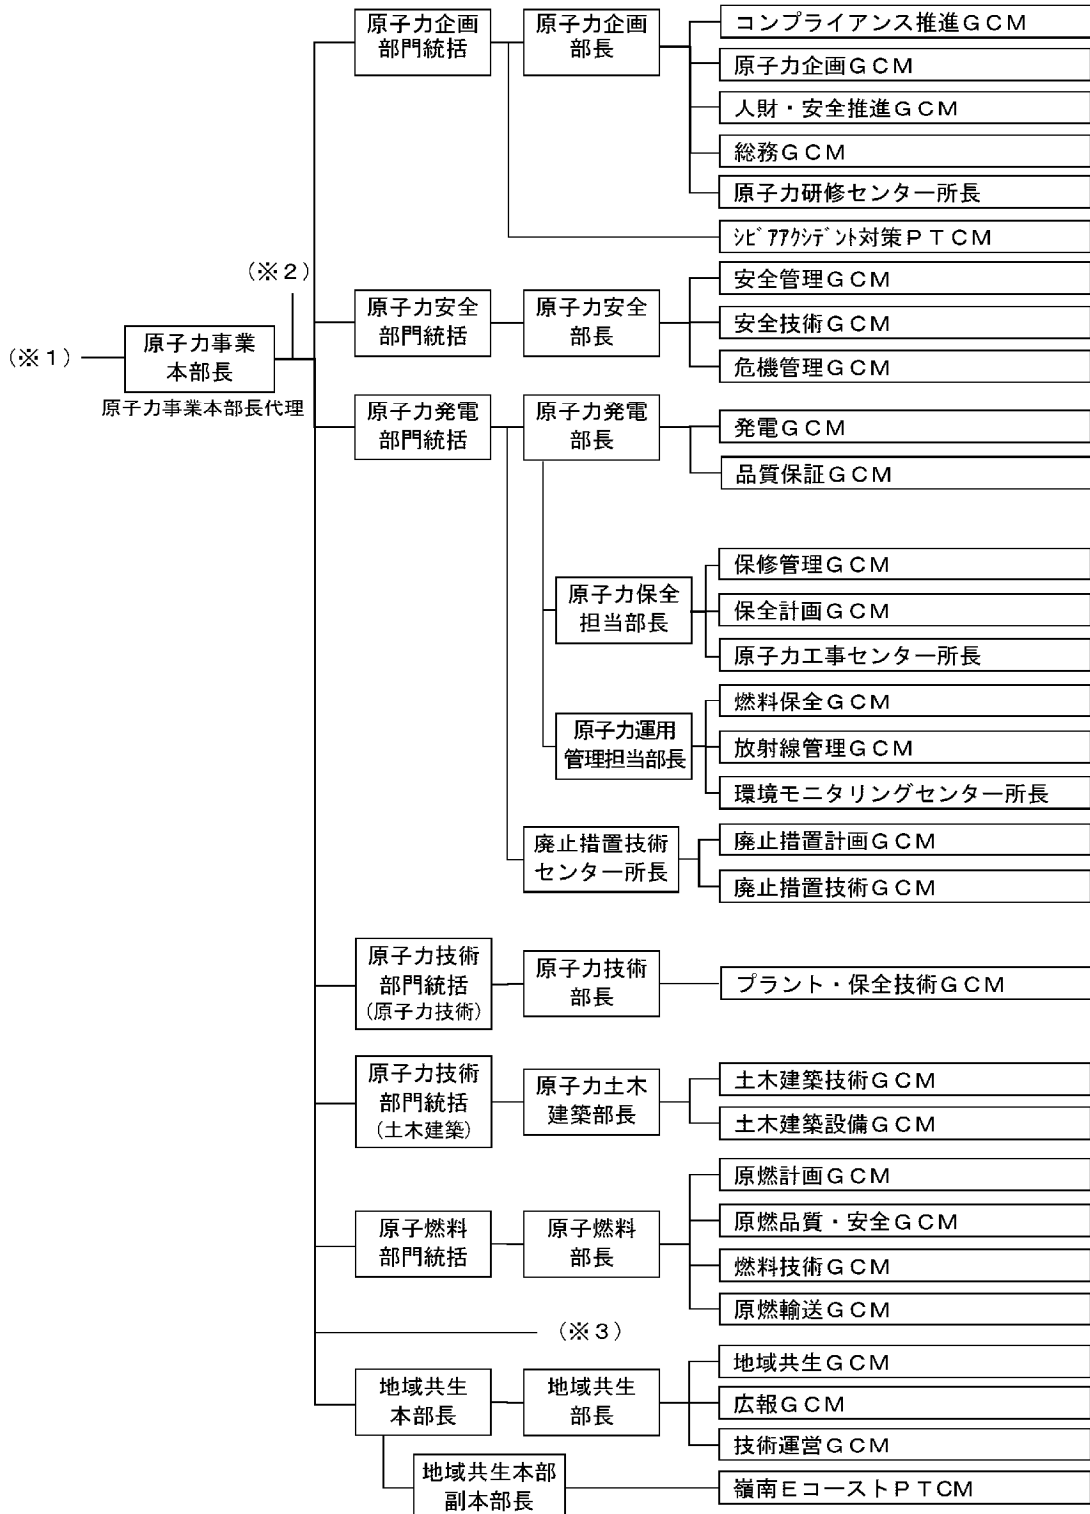 原子力企画
部門統括
原子力企画
部長
コンプライアンス推進ＧＣＭ
原子力企画ＧＣＭ
人財・安全推進ＧＣＭ
総務ＧＣＭ
原子力研修センター所長
ｼﾋﾞｱｱｸｼﾃﾞﾝﾄ対策ＰＴＣＭ
（※２）
原子力安全
部門統括
原子力安全
部長
安全管理ＧＣＭ
安全技術ＧＣＭ
危機管理ＧＣＭ
（※１）
原子力事業
本部長
原子力事業本部長代理
原子力発電
部門統括
原子力発電
部長
発電ＧＣＭ
品質保証ＧＣＭ
原子力保全
担当部長
保修管理ＧＣＭ
保全計画ＧＣＭ
原子力工事センター所長
原子力運用
管理担当部長
燃料保全ＧＣＭ
放射線管理ＧＣＭ
環境モニタリングセンター所長
廃止措置技術
センター所長
廃止措置計画ＧＣＭ
廃止措置技術ＧＣＭ
原子力技術
部門統括
（原子力技術）
原子力技術
部長
プラント・保全技術ＧＣＭ
原子力技術
部門統括
（土木建築）
原子力土木
建築部長
土木建築技術ＧＣＭ
土木建築設備ＧＣＭ
原子燃料
部門統括
原子燃料
部長
原燃計画ＧＣＭ
原燃品質・安全ＧＣＭ
燃料技術ＧＣＭ
原燃輸送ＧＣＭ
（※３）
地域共生
本部長
地域共生
部長
地域共生ＧＣＭ
広報ＧＣＭ
技術運営ＧＣＭ
地域共生本部
副本部長
嶺南ＥコーストＰＴＣＭ